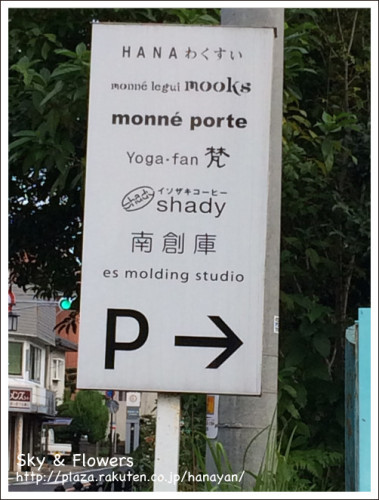 HANAわくすい
monné legui mooks
monné porte
Yoga・fan 梵
イソザキコーヒー
shady
南創庫
es molding studio
P →
Sky & Flowers
http://plaza.rakuten.co.jp/hanayan/